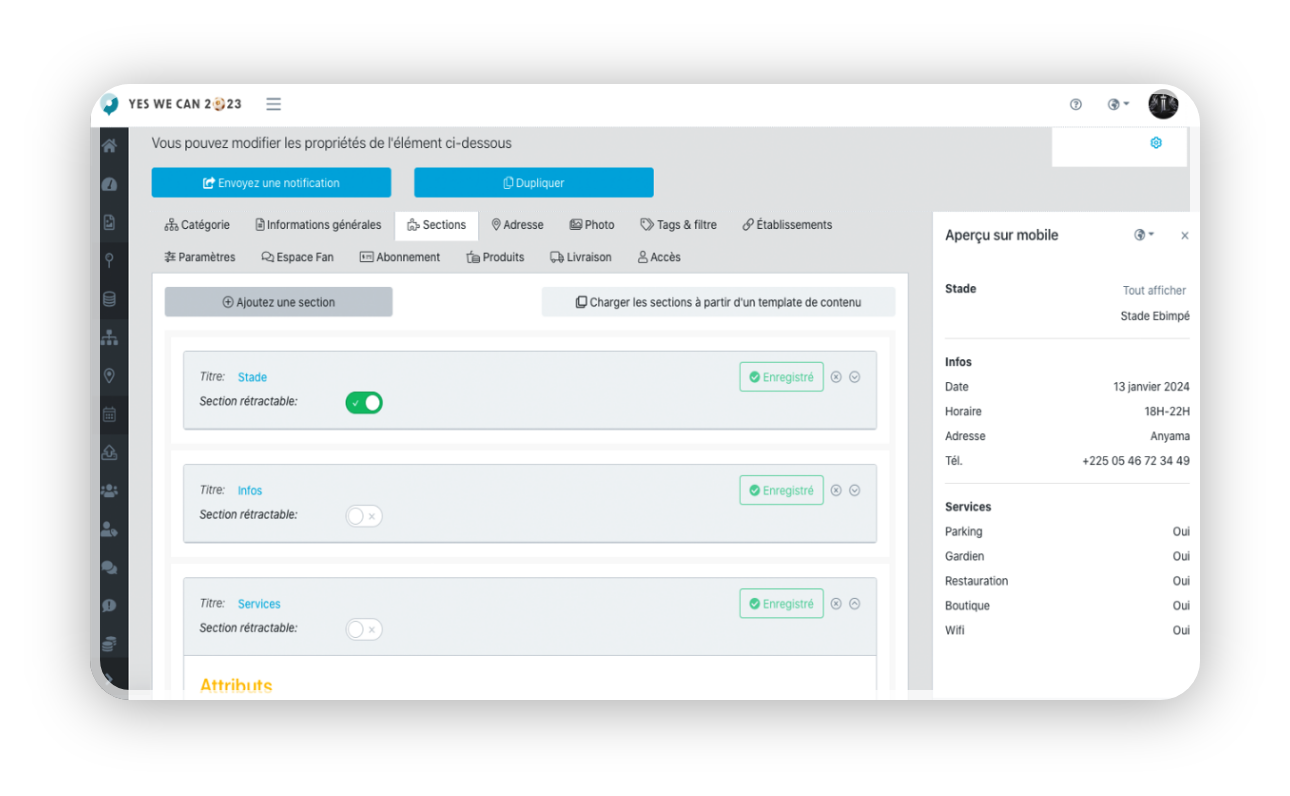 YES WE CAN 2023
Vous pouvez modifier les propriétés de l'élément ci-dessous
Envoyez une notification
Dupliquer
Catégorie
Informations générales
Sections
Adresse
Photo
Tags & filtre
Établissements
Paramètres
Espace Fan
Abonnement
Produits
Livraison
Accès
Ajoutez une section
Charger les sections à partir d'un template de contenu
Titre: Stade
Enregistré
Section rétractable:
Titre: Infos
Enregistré
Section rétractable:
Titre: Services
Enregistré
Section rétractable:
Attributs
Aperçu sur mobile
Stade Tout afficher
Stade Ebimpé
Infos
Date 13 janvier 2024
Horaire 18H-22H
Adresse Anyama
Tél. +225 05 46 72 34 49
Services
Parking Oui
Gardien Oui
Restauration Oui
Boutique Oui
Wifi Oui